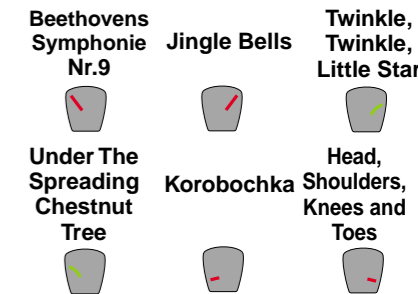 Beethovens
Symphonie
Nr.9
Jingle Bells
Twinkle,
Twinkle,
Little Star
Under The
Spreading
Chestnut
Tree
Korobochka
Head,
Shoulders,
Knees and
Toes